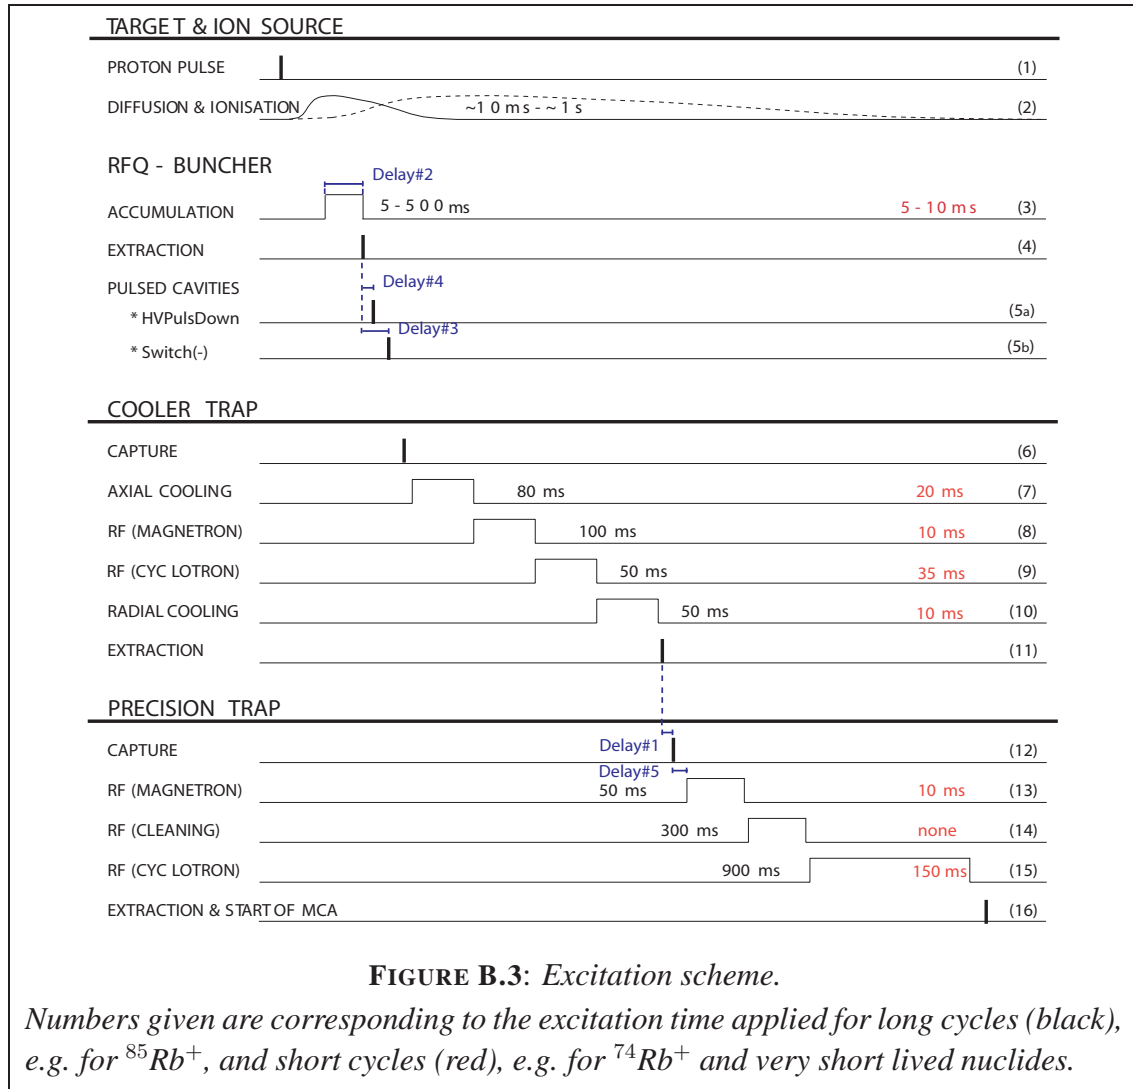 TARGET & ION SOURCE
PROTON PULSE (1)
DIFFUSION & IONISATION ~10 ms - ~1 s (2)
RFQ - BUNCHER
Delay#2
ACCUMULATION 5 - 500 ms 5 - 10 ms (3)
EXTRACTION (4)
Delay#4
PULSED CAVITIES
* HVPulsDown (5a)
Delay#3
* Switch(-) (5b)
COOLER TRAP
CAPTURE (6)
AXIAL COOLING 80 ms 20 ms (7)
RF (MAGNETRON) 100 ms 10 ms (8)
RF (CYCLOTRON) 50 ms 35 ms (9)
RADIAL COOLING 50 ms 10 ms (10)
EXTRACTION (11)
PRECISION TRAP
CAPTURE Delay#1 (12)
Delay#5
RF (MAGNETRON) 50 ms 10 ms (13)
RF (CLEANING) 300 ms none (14)
RF (CYCLOTRON) 900 ms 150 ms (15)
EXTRACTION & START OF MCA (16)
FIGURE B.3: Excitation scheme.
Numbers given are corresponding to the excitation time applied for long cycles (black),
e.g. for ⁸⁵Rb⁺, and short cycles (red), e.g. for ⁷⁴Rb⁺ and very short lived nuclides.